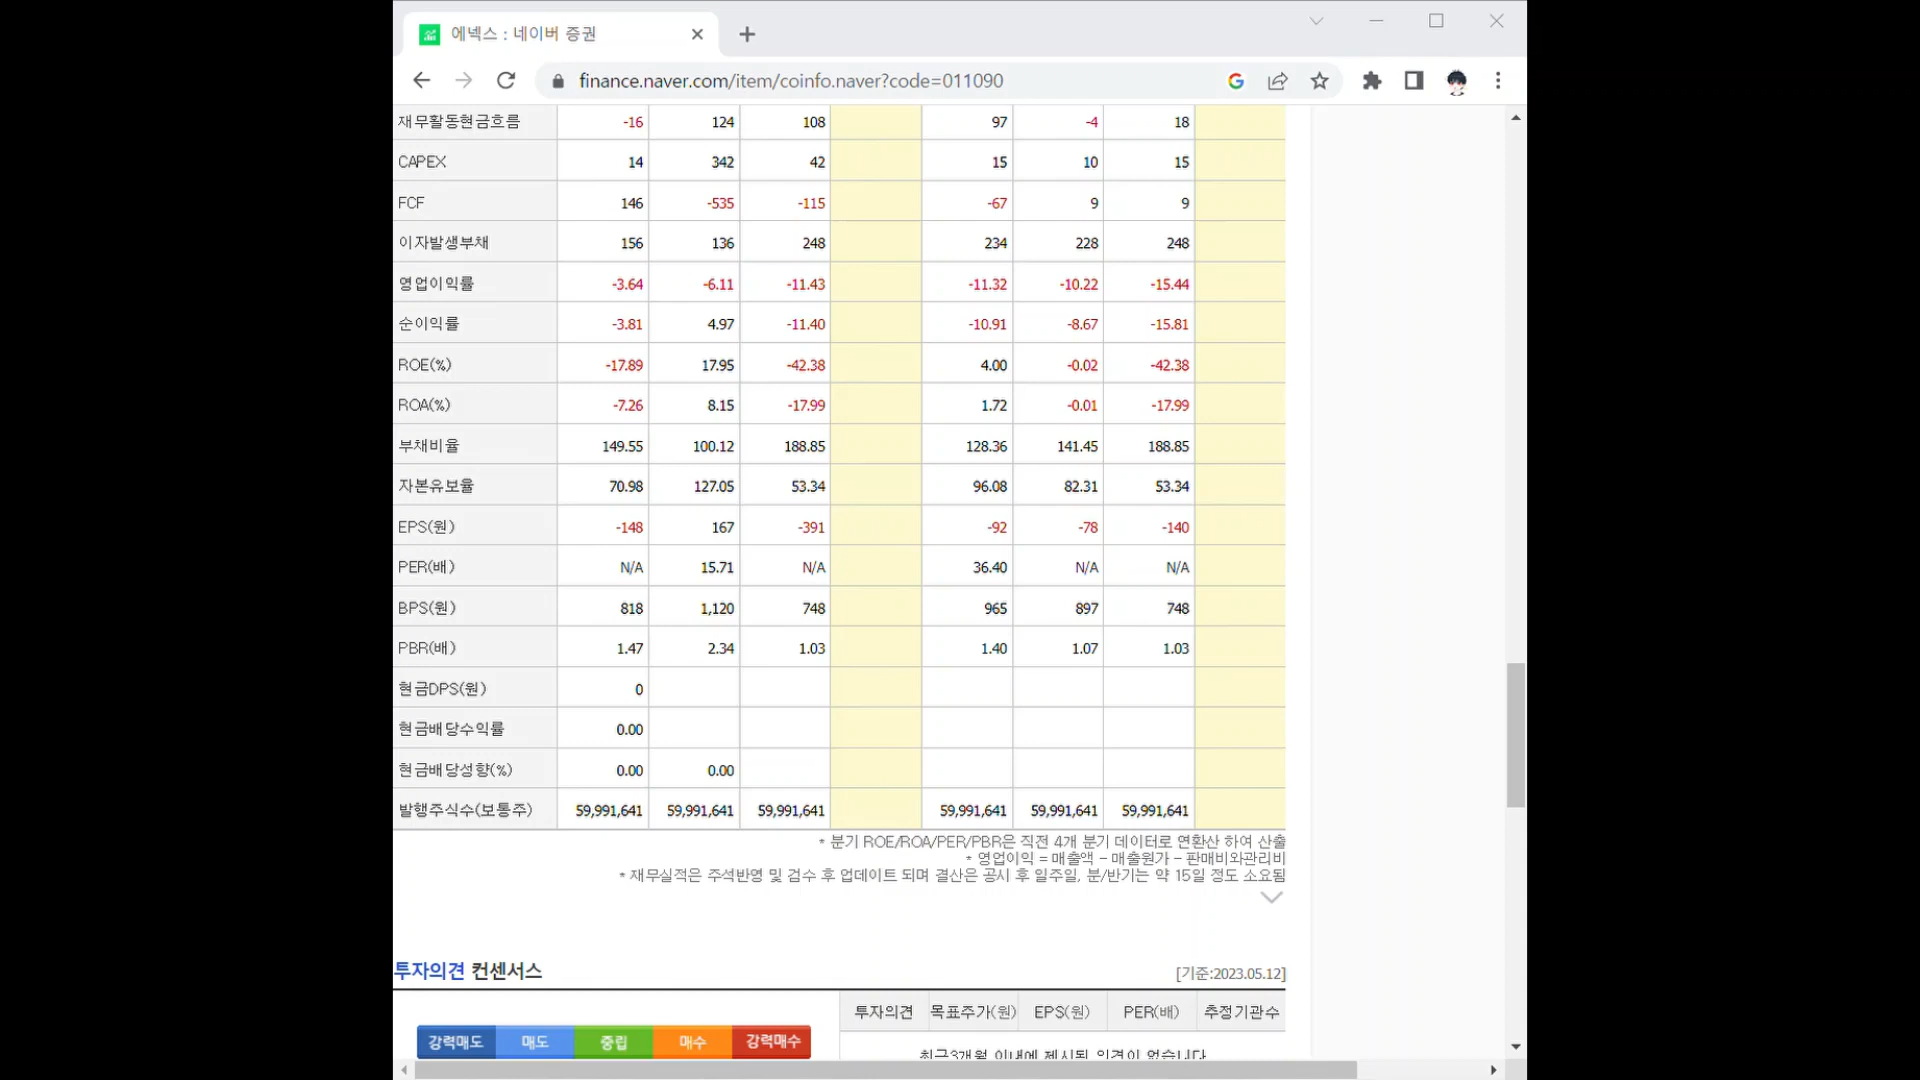 에넥스 : 네이버 증권
finance.naver.com/item/coinfo.naver?code=011090
재무활동현금흐름 -16 124 108 97 -4 18
CAPEX 14 342 42 15 10 15
FCF 146 -535 -115 -67 9 9
이자발생부채 156 136 248 234 228 248
영업이익률 -3.64 -6.11 -11.43 -11.32 -10.22 -15.44
순이익률 -3.81 4.97 -11.40 -10.91 -8.67 -15.81
ROE(%) -17.89 17.95 -42.38 4.00 -0.02 -42.38
ROA(%) -7.26 8.15 -17.99 1.72 -0.01 -17.99
부채비율 149.55 100.12 188.85 128.36 141.45 188.85
자본유보율 70.98 127.05 53.34 96.08 82.31 53.34
EPS(원) -148 167 -391 -92 -78 -140
PER(배) N/A 15.71 N/A 36.40 N/A N/A
BPS(원) 818 1,120 748 965 897 748
PBR(배) 1.47 2.34 1.03 1.40 1.07 1.03
현금DPS(원) 0
현금배당수익률 0.00
현금배당성향(%) 0.00 0.00
발행주식수(보통주) 59,991,641 59,991,641 59,991,641 59,991,641 59,991,641 59,991,641
* 분기 ROE/ROA/PER/PBR은 직전 4개 분기 데이터로 연환산 하여 산출
* 영업이익 = 매출액 - 매출원가 - 판매비와관리비
* 재무실적은 주석반영 및 검수 후 업데이트 되며 결산은 공시 후 일주일, 분/반기는 약 15일 정도 소요됨
투자의견 컨센서스 [기준:2023.05.12]
투자의견 목표주가(원) EPS(원) PER(배) 추정기관수
강력매도 매도 중립 매수 강력매수
최근3개월 이내에 제시된 의견이 없습니다